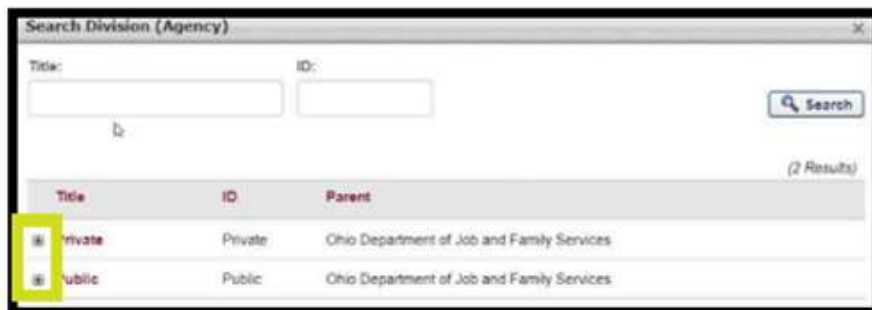 Search Division (Agency)
Title: ID:
Search
(2 Results)
Title ID Parent
Private Private Ohio Department of Job and Family Services
Public Public Ohio Department of Job and Family Services